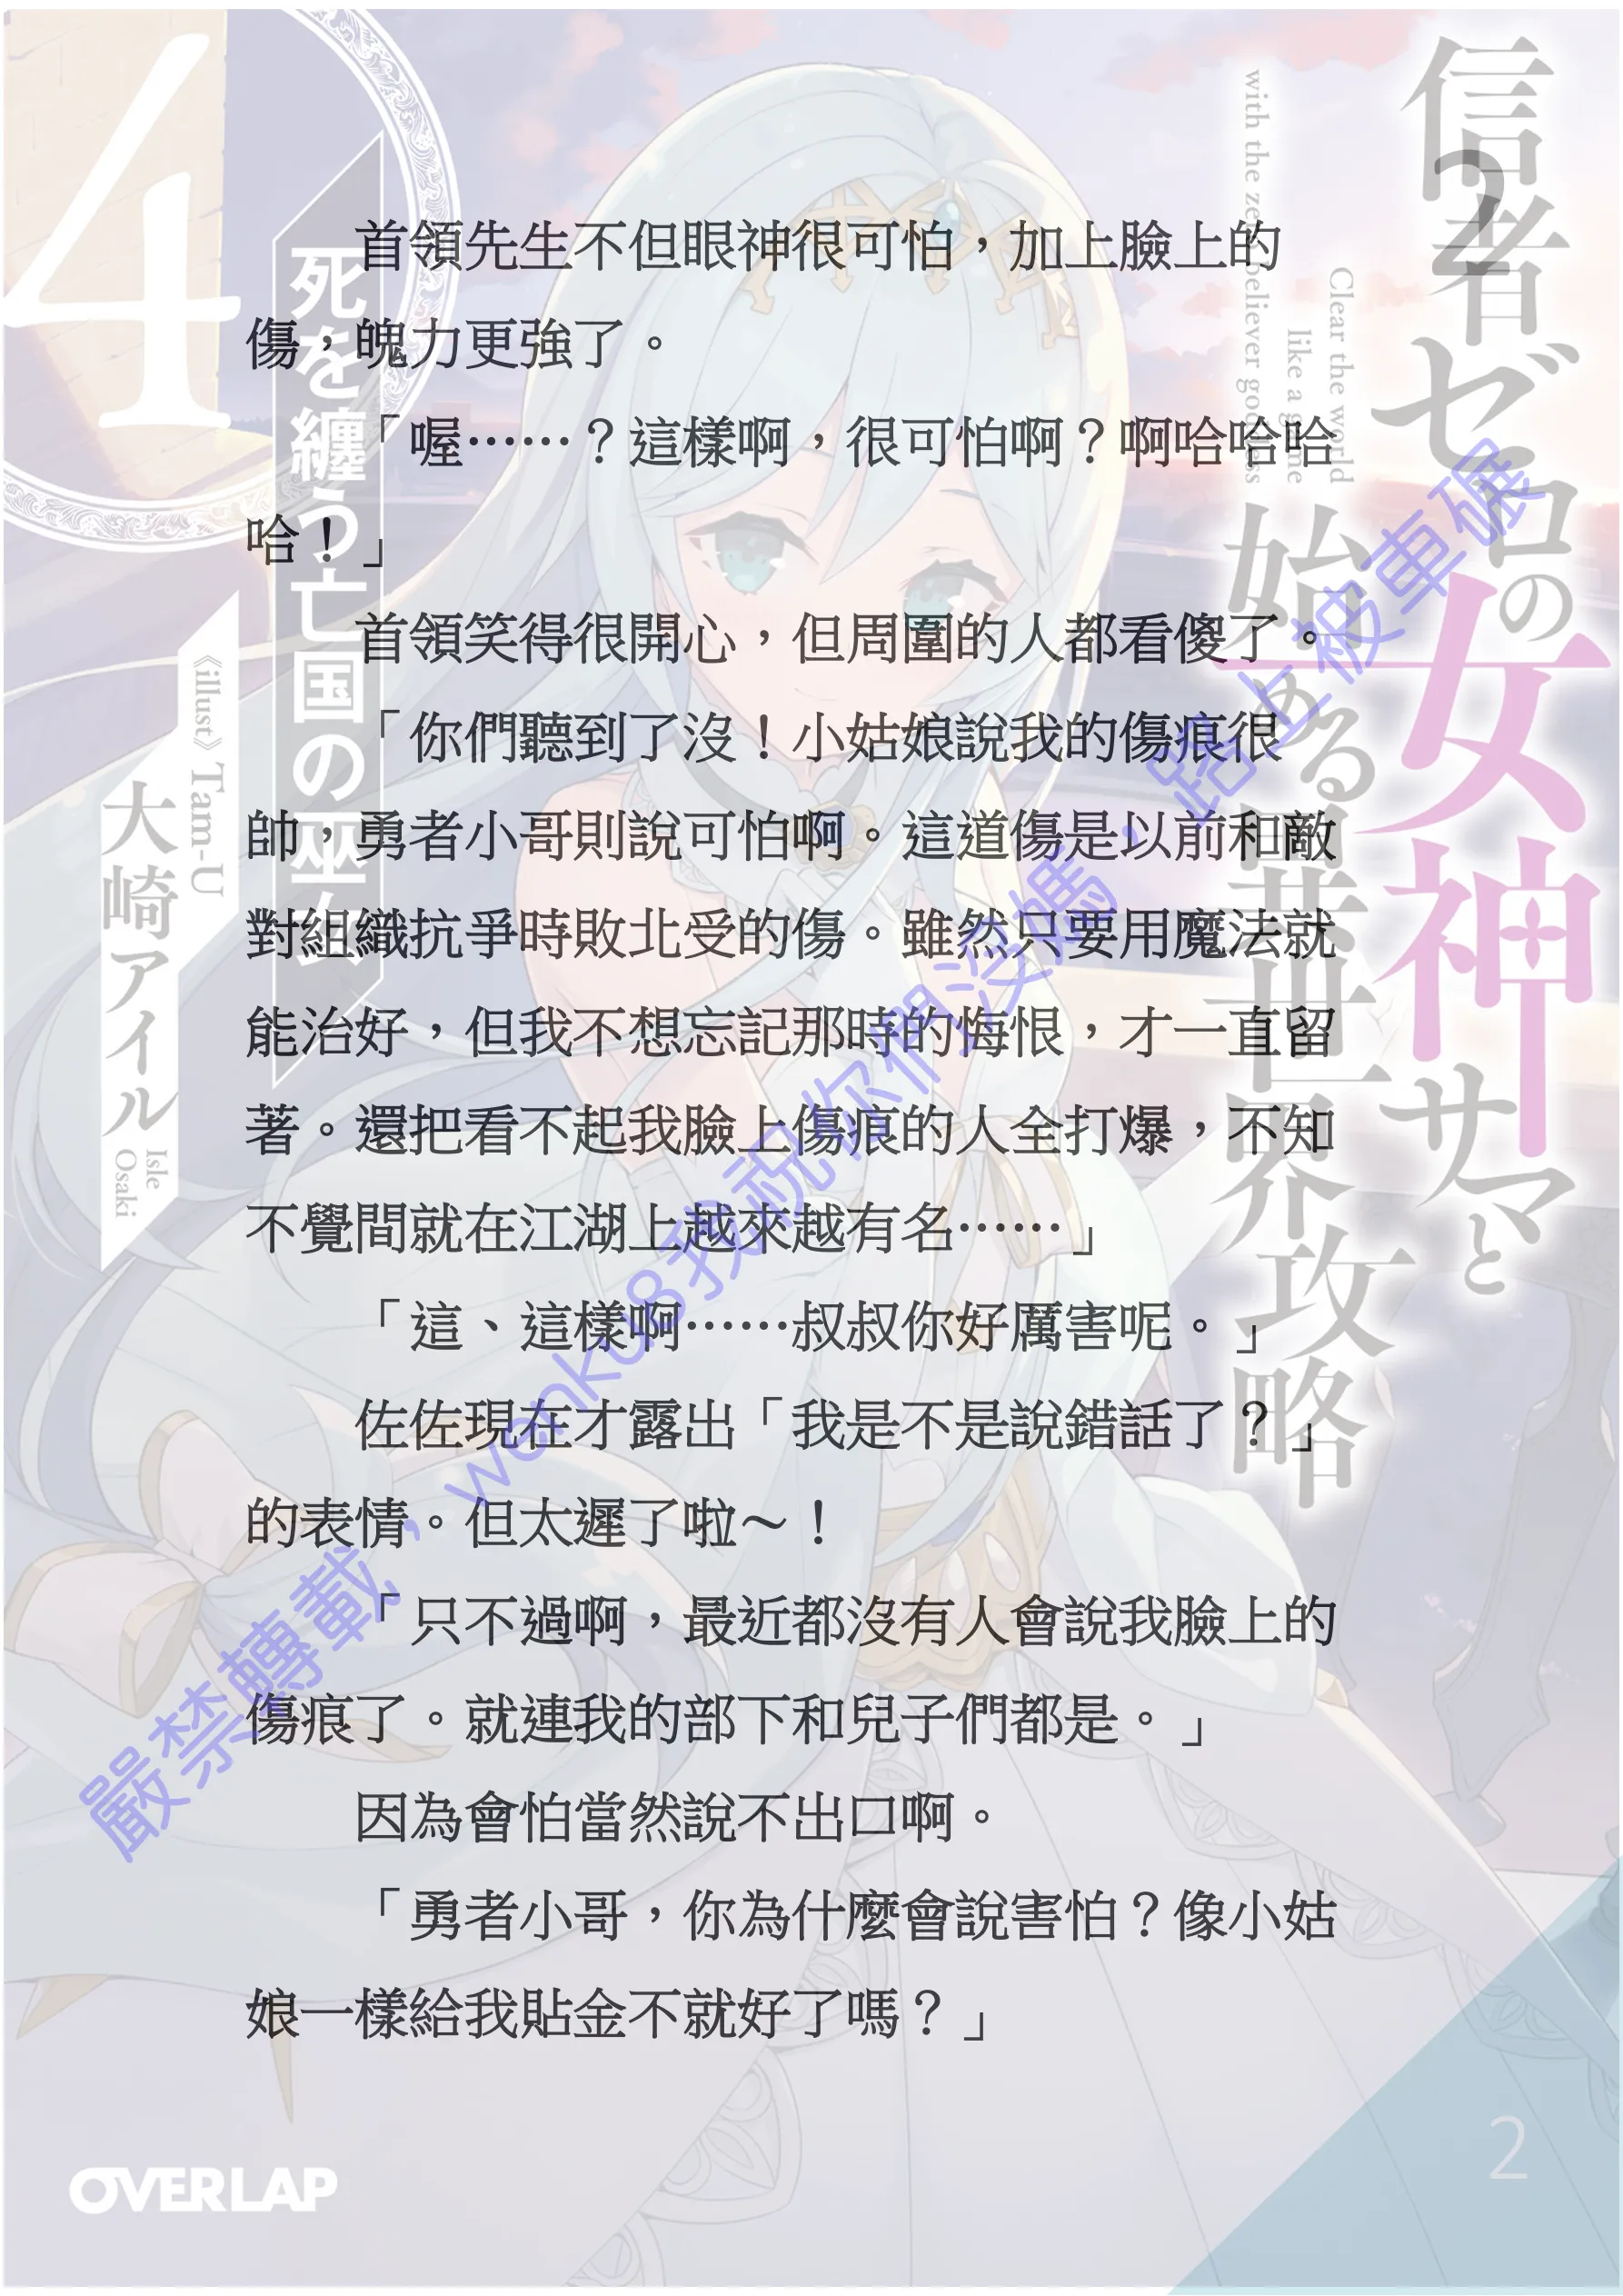 首領先生不但眼神很可怕，加上臉上的
傷，魄力更強了。
「喔……？這樣啊，很可怕啊？啊哈哈哈
哈！」
首領笑得很開心，但周圍的人都看傻了。
「你們聽到了沒！小姑娘說我的傷痕很
帥，勇者小哥則說可怕啊。這道傷是以前和敵
對組織抗爭時敗北受的傷。雖然只要用魔法就
能治好，但我不想忘記那時的悔恨，才一直留
著。還把看不起我臉上傷痕的人全打爆，不知
不覺間就在江湖上越來越有名……」
「這、這樣啊……叔叔你好厲害呢。」
佐佐現在才露出「我是不是說錯話了？」
的表情。但太遲了啦～！
「只不過啊，最近都沒有人會說我臉上的
傷痕了。就連我的部下和兒子們都是。」
因為會怕當然說不出口啊。
「勇者小哥，你為什麼會說害怕？像小姑
娘一樣給我貼金不就好了嗎？」
嚴禁轉載，wenku8我祝你們沒媽，路上被車碾
信者ゼロの女神サマと
始める異世界攻略
2
Clear the world
like a game
with the zero believer goddess
4
死を纏う亡国の巫女
《illust》Tam-U
大崎アイル
Isle
Osaki
OVERLAP
2